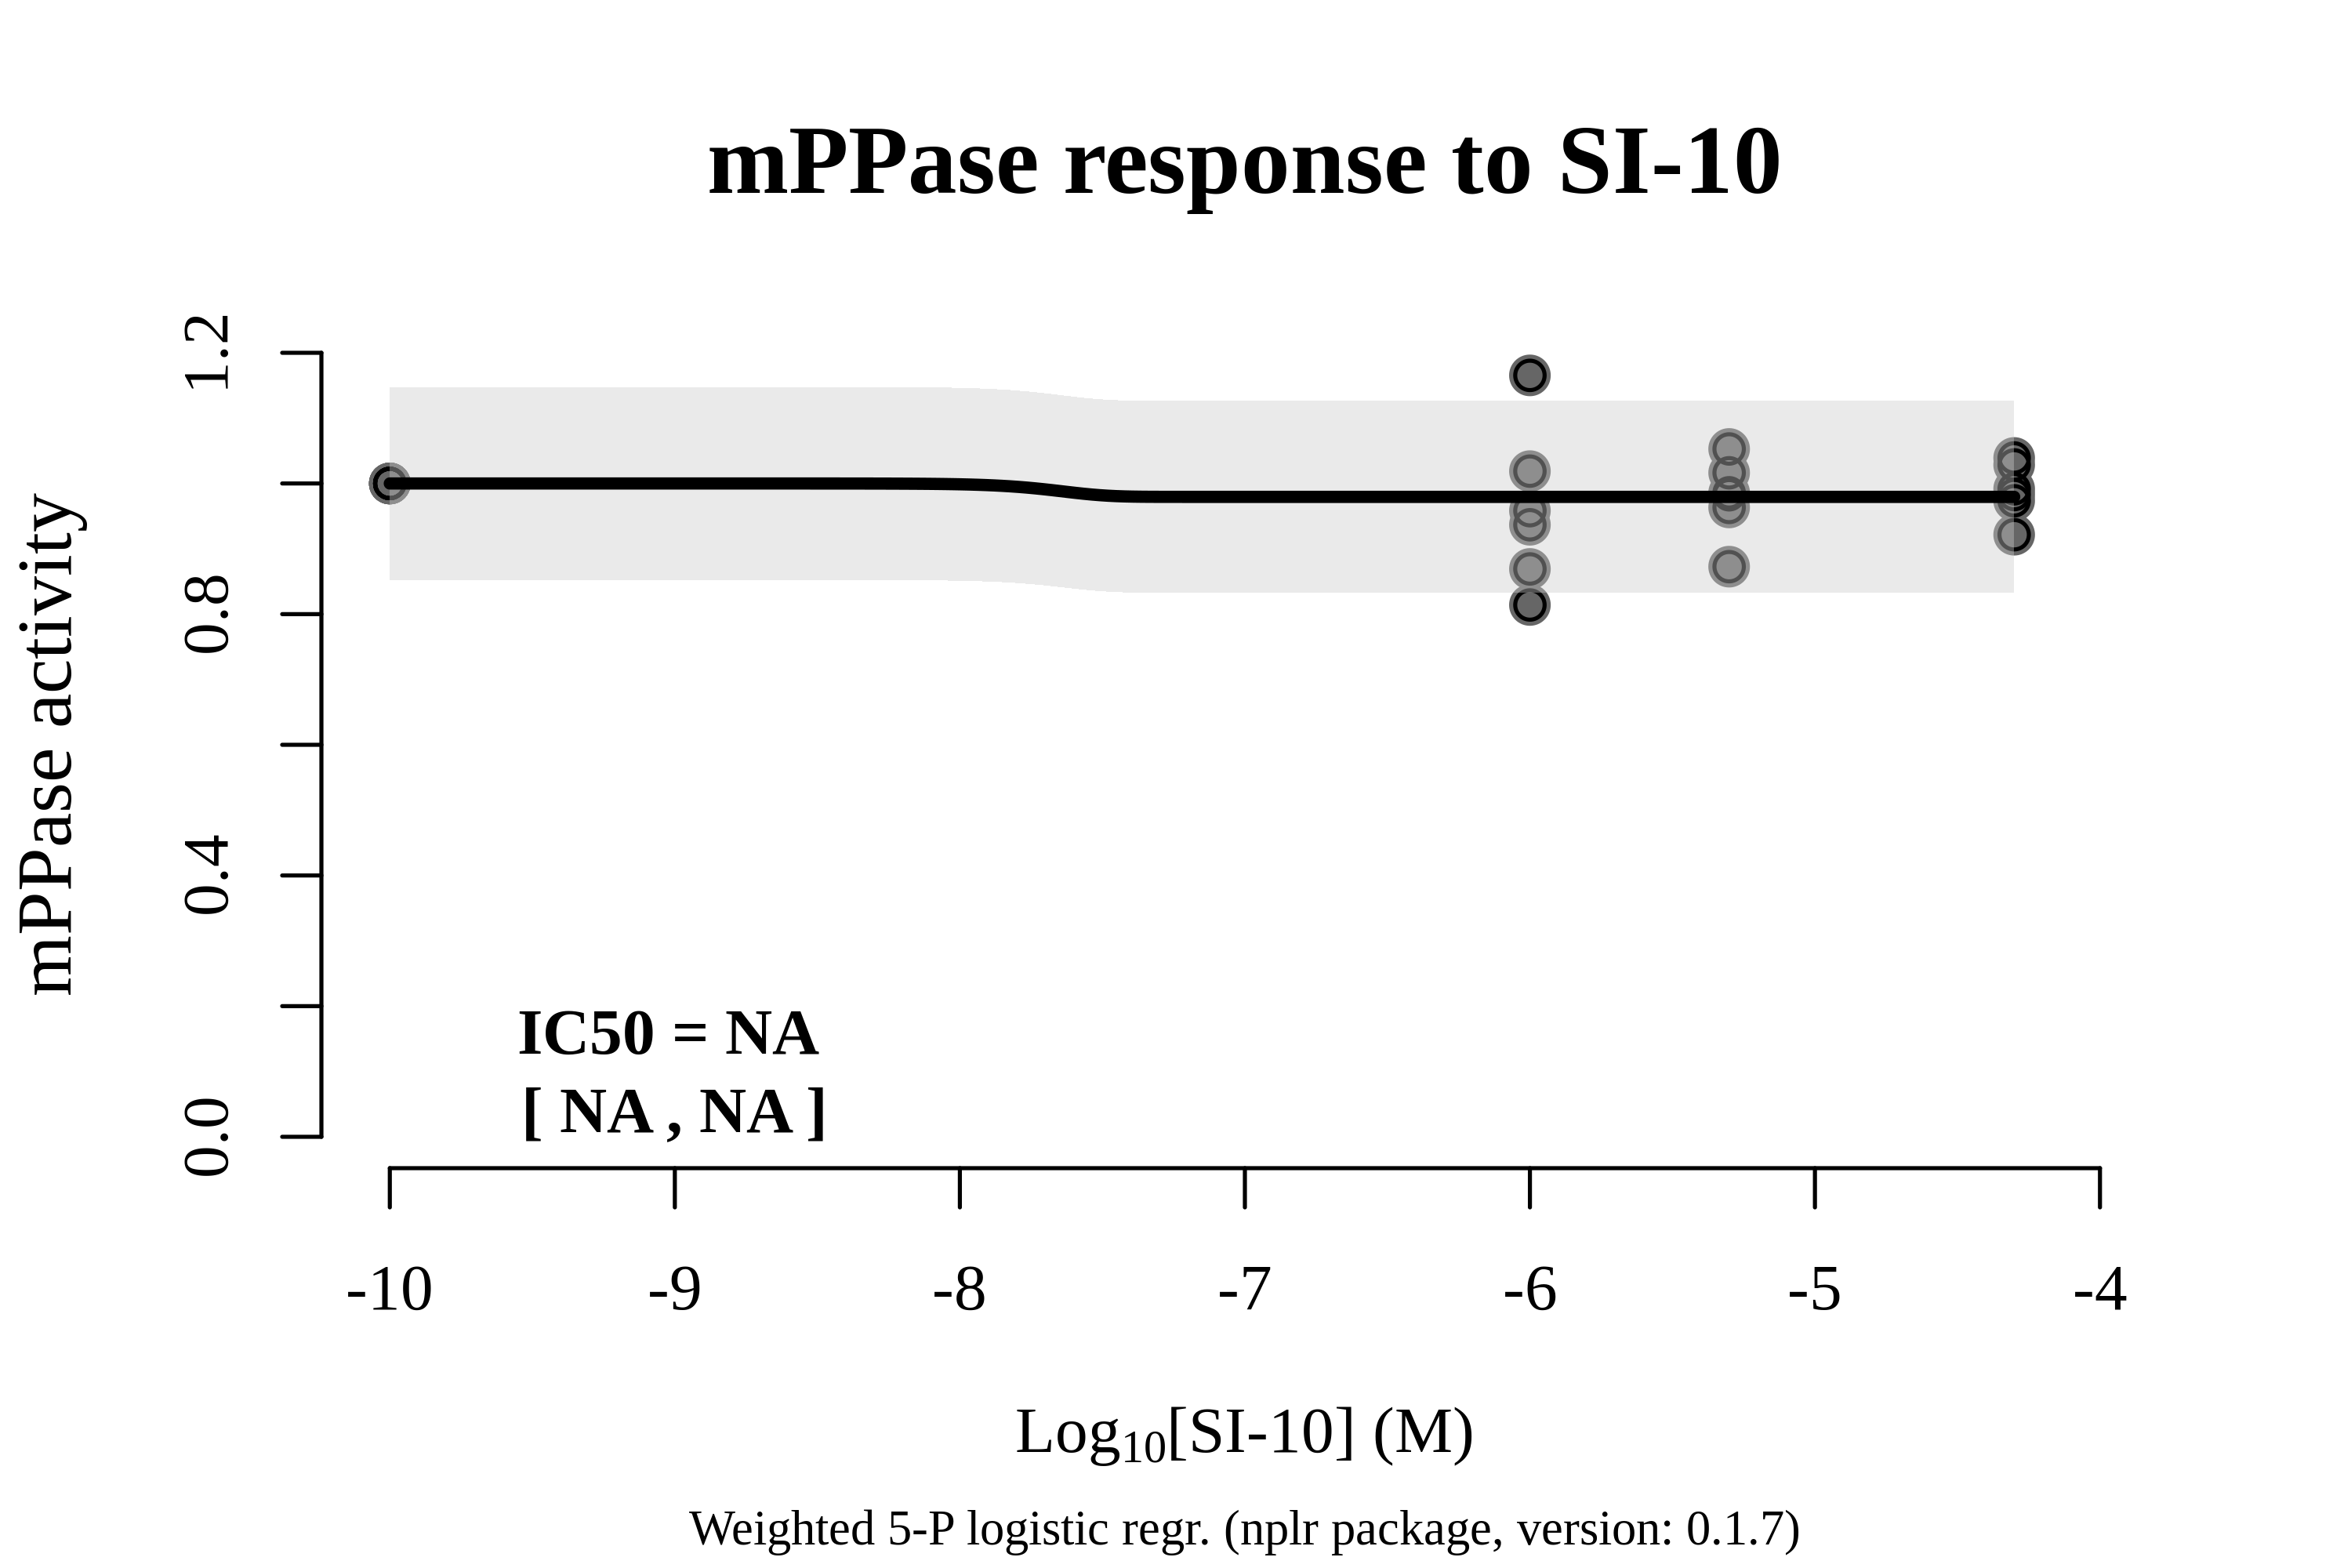 mPPase response to SI-10
mPPase activity
1.2
0.8
0.4
0.0
IC50 = NA
[ NA , NA ]
-10 -9 -8 -7 -6 -5 -4
Log10[SI-10] (M)
Weighted 5-P logistic regr. (nplr package, version: 0.1.7)